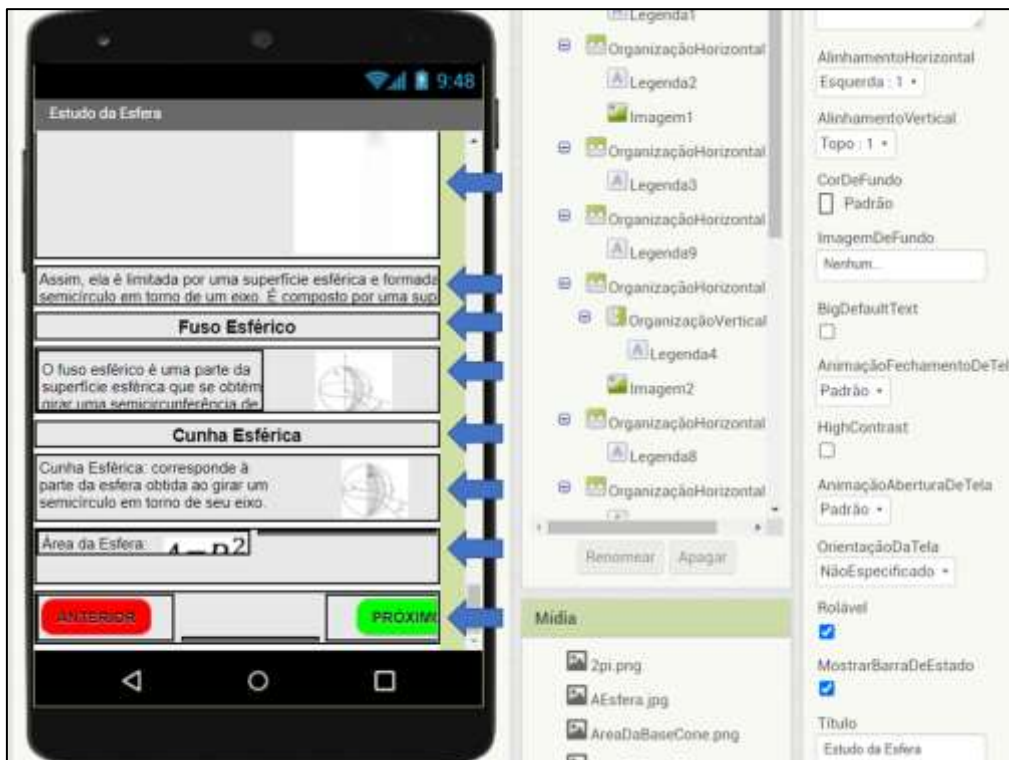 9:48
Estudo da Esfera
Assim, ela é limitada por uma superfície esférica e formada
semicírculo em torno de um eixo. É composto por uma sup
Fuso Esférico
O fuso esférico é uma parte da
superfície esférica que se obtém
girar uma semicircunferência de
Cunha Esférica
Cunha Esférica: corresponde à
parte da esfera obtida ao girar um
semicírculo em torno de seu eixo.
Área da Esfera:
ANTERIOR
PRÓXIMO
Legenda1
OrganizaçãoHorizontal
Legenda2
Imagem1
OrganizaçãoHorizontal
Legenda3
OrganizaçãoHorizontal
Legenda9
OrganizaçãoHorizontal
OrganizaçãoVertical
Legenda4
Imagem2
OrganizaçãoHorizontal
Legenda8
OrganizaçãoHorizontal
Renomear Apagar
Mídia
2pi.png
AEsfera.jpg
AreaDaBaseCone.png
AlinhamentoHorizontal
Esquerda : 1
AlinhamentoVertical
Topo : 1
CorDeFundo
Padrão
ImagemDeFundo
Nenhum...
BigDefaultText
AnimaçãoFechamentoDeTel
Padrão
HighContrast
AnimaçãoAberturaDeTela
Padrão
OrientaçãoDaTela
NãoEspecificado
Rolável
MostrarBarraDeEstado
Título
Estudo da Esfera